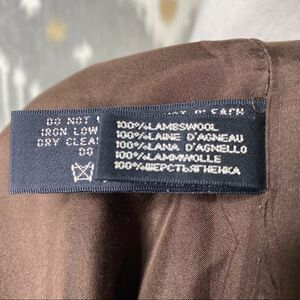 DO NOT BLEACH
IRON LOW
DRY CLEA
DO
100%LAMBSWOOL
100%LAINE D'AGNEAU
100%LANA D'AGNELLO
100%LAMMWOLLE
100%ШЕРСТЬЯГНЕНКА